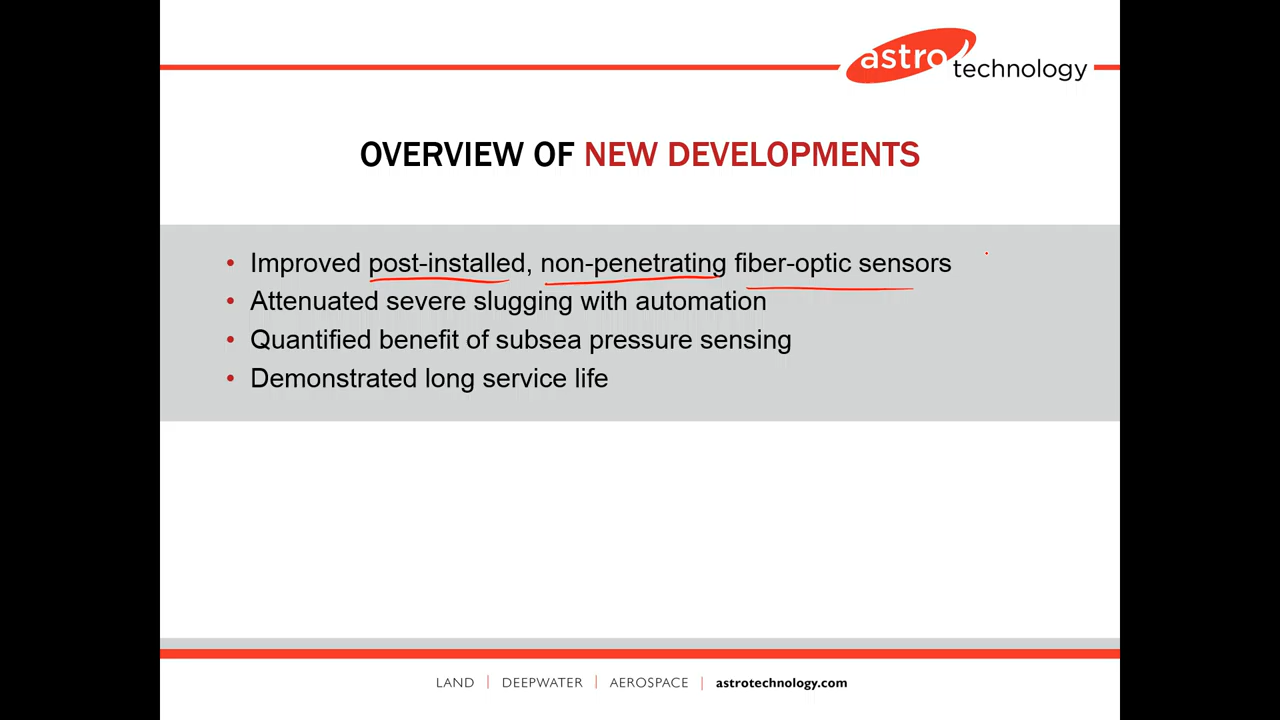 astro technology
OVERVIEW OF NEW DEVELOPMENTS
• Improved post-installed, non-penetrating fiber-optic sensors
• Attenuated severe slugging with automation
• Quantified benefit of subsea pressure sensing
• Demonstrated long service life
LAND | DEEPWATER | AEROSPACE | astrotechnology.com